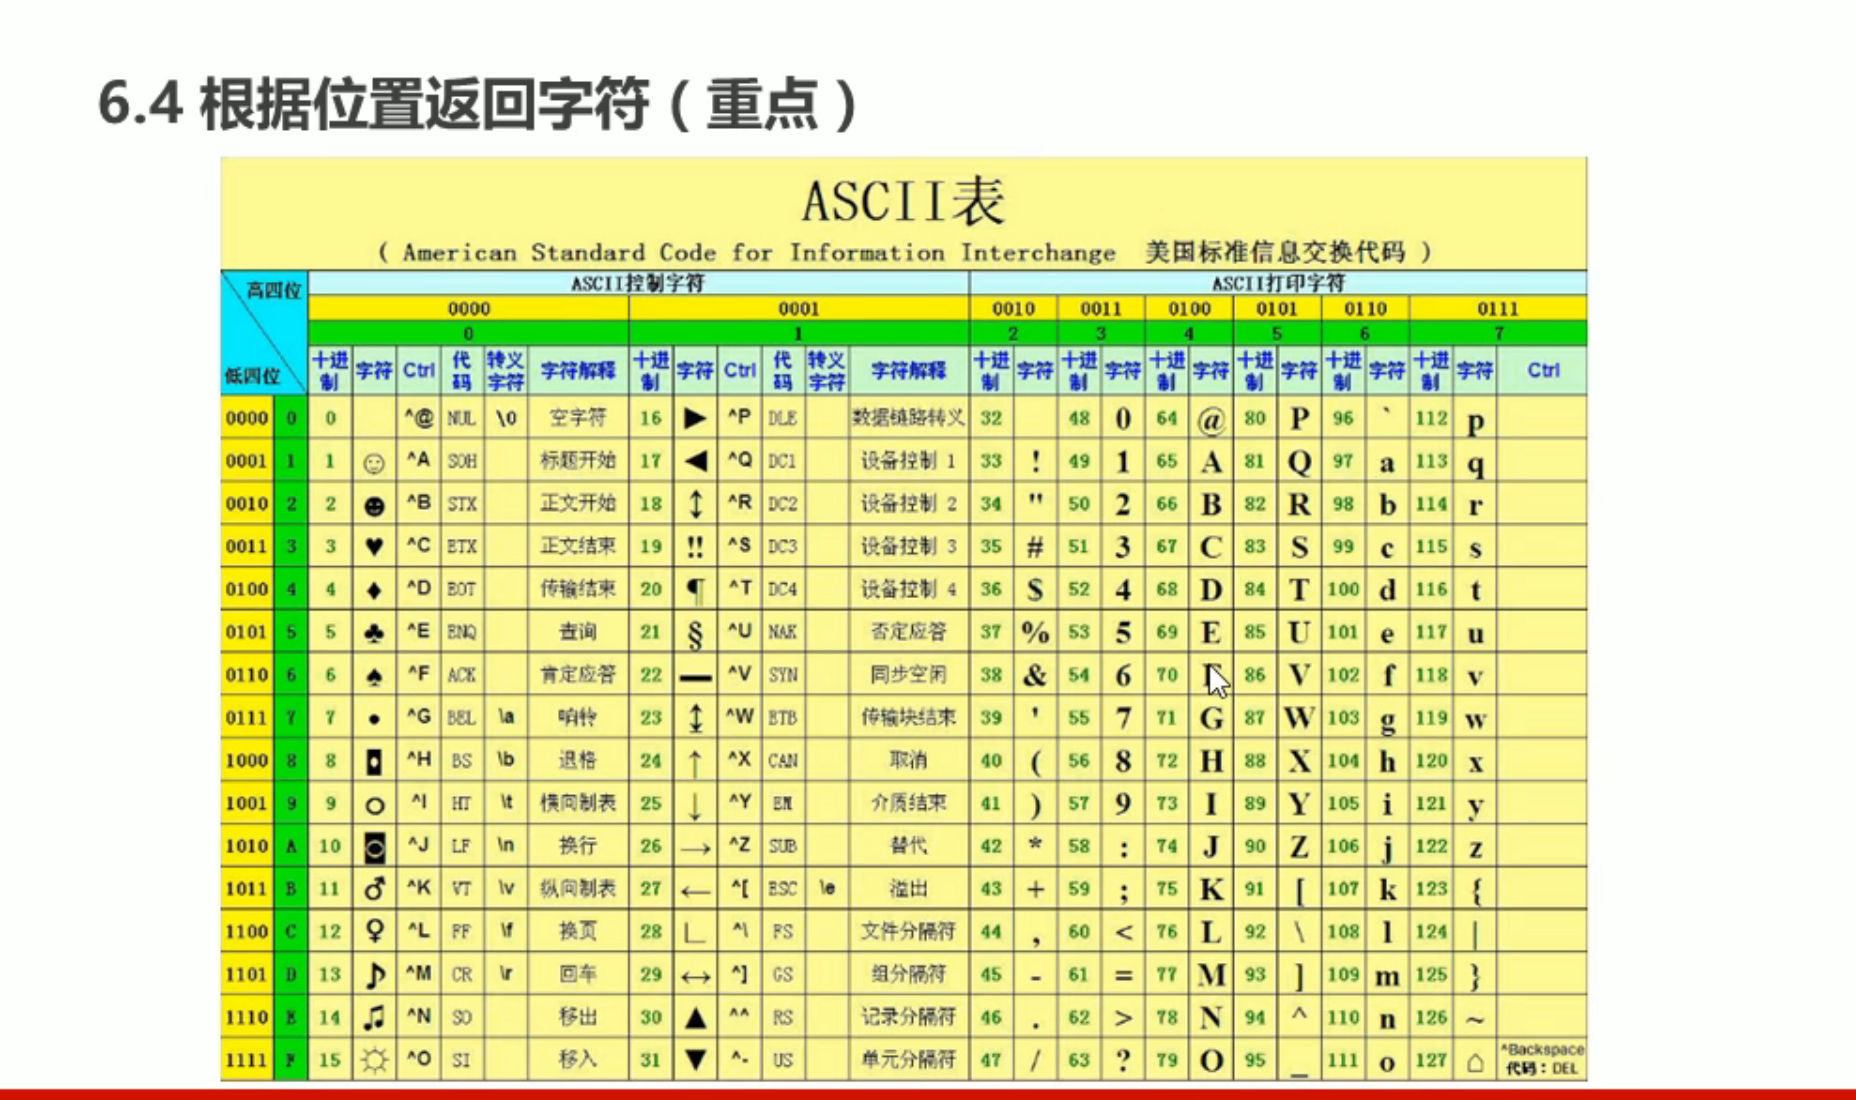 6.4 根据位置返回字符（重点）
ASCII表
( American Standard Code for Information Interchange 美国标准信息交换代码 )
高四位 ASCII控制字符 ASCII打印字符
0000 0001 0010 0011 0100 0101 0110 0111
0 1 2 3 4 5 6 7
低四位 十进制 字符 Ctrl 代码 转义字符 字符解释 十进制 字符 Ctrl 代码 转义字符 字符解释 十进制 字符 十进制 字符 十进制 字符 十进制 字符 十进制 字符 十进制 字符 Ctrl
0000 0 0 ^@ NUL \0 空字符 16 ► ^P DLE 数据链路转义 32 48 0 64 @ 80 P 96 ` 112 p
0001 1 1 ☺ ^A SOH 标题开始 17 ◄ ^Q DC1 设备控制 1 33 ! 49 1 65 A 81 Q 97 a 113 q
0010 2 2 ☻ ^B STX 正文开始 18 ↕ ^R DC2 设备控制 2 34 " 50 2 66 B 82 R 98 b 114 r
0011 3 3 ♥ ^C ETX 正文结束 19 ‼ ^S DC3 设备控制 3 35 # 51 3 67 C 83 S 99 c 115 s
0100 4 4 ♦ ^D EOT 传输结束 20 ¶ ^T DC4 设备控制 4 36 $ 52 4 68 D 84 T 100 d 116 t
0101 5 5 ♣ ^E ENQ 查询 21 § ^U NAK 否定应答 37 % 53 5 69 E 85 U 101 e 117 u
0110 6 6 ♠ ^F ACK 肯定应答 22 ▬ ^V SYN 同步空闲 38 & 54 6 70 86 V 102 f 118 v
0111 7 7 • ^G BEL \a 响铃 23 ↨ ^W ETB 传输块结束 39 ' 55 7 71 G 87 W 103 g 119 w
1000 8 8 ◘ ^H BS \b 退格 24 ↑ ^X CAN 取消 40 ( 56 8 72 H 88 X 104 h 120 x
1001 9 9 ○ ^I HT \t 横向制表 25 ↓ ^Y EM 介质结束 41 ) 57 9 73 I 89 Y 105 i 121 y
1010 A 10 ◙ ^J LF \n 换行 26 → ^Z SUB 替代 42 * 58 : 74 J 90 Z 106 j 122 z
1011 B 11 ♂ ^K VT \v 纵向制表 27 ← ^[ ESC \e 溢出 43 + 59 ; 75 K 91 [ 107 k 123 {
1100 C 12 ♀ ^L FF \f 换页 28 ∟ ^\ FS 文件分隔符 44 , 60 < 76 L 92 \ 108 l 124 |
1101 D 13 ♪ ^M CR \r 回车 29 ↔ ^] GS 组分隔符 45 - 61 = 77 M 93 ] 109 m 125 }
1110 E 14 ♫ ^N SO 移出 30 ▲ ^^ RS 记录分隔符 46 . 62 > 78 N 94 ^ 110 n 126 ~
1111 F 15 ☼ ^O SI 移入 31 ▼ ^- US 单元分隔符 47 / 63 ? 79 O 95 _ 111 o 127 ⌂ ^Backspace 代码：DEL